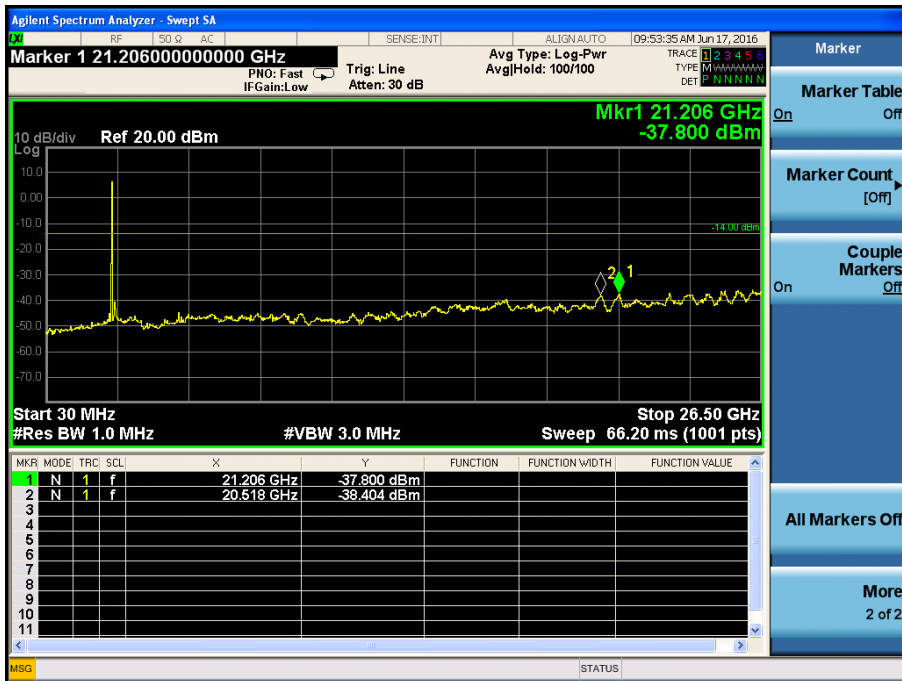 Agilent Spectrum Analyzer - Swept SA
LXI RF 50 Ω AC SENSE:INT ALIGN AUTO 09:53:35 AM Jun 17, 2016
Marker 1 21.206000000000 GHz
PNO: Fast
IFGain:Low
Trig: Line
Atten: 30 dB
Avg Type: Log-Pwr
Avg|Hold: 100/100
TRACE 1 2 3 4 5 6
TYPE M WWWWW
DET P N N N N N
Mkr1 21.206 GHz
-37.800 dBm
10 dB/div Ref 20.00 dBm
Log
10.0
0.00
-10.0
-14.00 dBm
-20.0
-30.0
2 1
-40.0
-50.0
-60.0
-70.0
Start 30 MHz Stop 26.50 GHz
#Res BW 1.0 MHz #VBW 3.0 MHz Sweep 66.20 ms (1001 pts)
MKR MODE TRC SCL X Y FUNCTION FUNCTION WIDTH FUNCTION VALUE
1 N 1 f 21.206 GHz -37.800 dBm
2 N 1 f 20.518 GHz -38.404 dBm
3
4
5
6
7
8
9
10
11
MSG STATUS
Marker
Marker Table
On Off
Marker Count
[Off]
Couple
Markers
On Off
All Markers Off
More
2 of 2